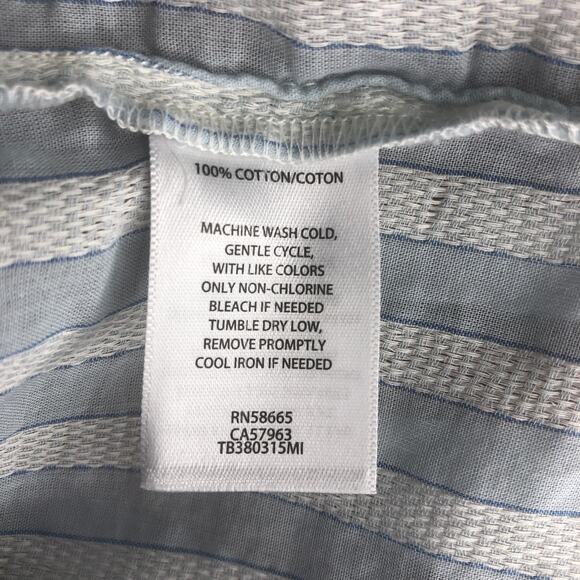 100% COTTON/COTON
MACHINE WASH COLD,
GENTLE CYCLE,
WITH LIKE COLORS
ONLY NON-CHLORINE
BLEACH IF NEEDED
TUMBLE DRY LOW,
REMOVE PROMPTLY
COOL IRON IF NEEDED
RN58665
CA57963
TB380315MI